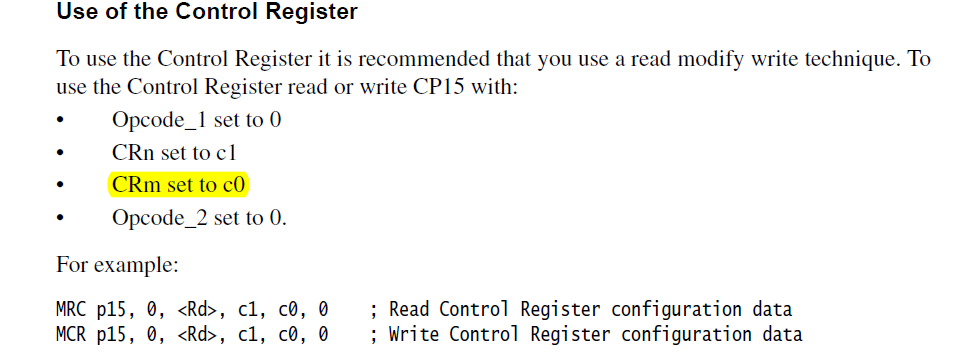 Use of the Control Register
To use the Control Register it is recommended that you use a read modify write technique. To
use the Control Register read or write CP15 with:
• Opcode_1 set to 0
• CRn set to c1
• CRm set to c0
• Opcode_2 set to 0.
For example:
MRC p15, 0, <Rd>, c1, c0, 0 ; Read Control Register configuration data
MCR p15, 0, <Rd>, c1, c0, 0 ; Write Control Register configuration data